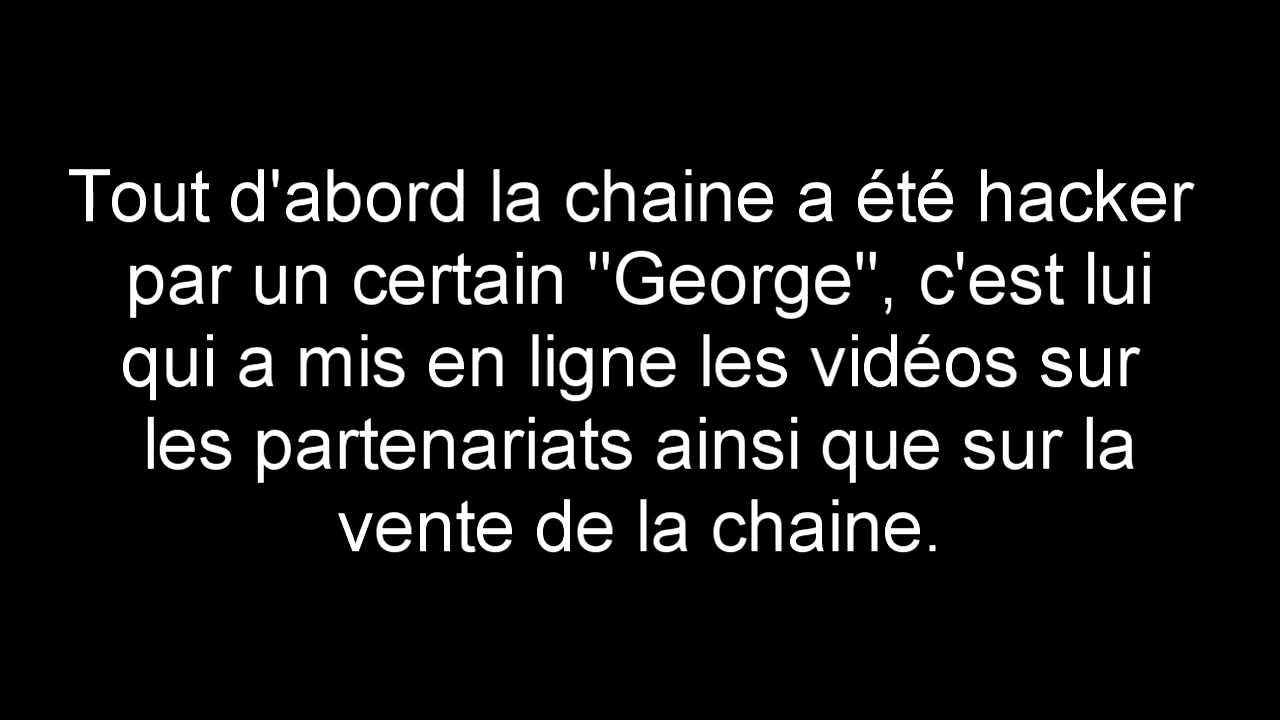 Tout d'abord la chaine a été hacker
par un certain "George", c'est lui
qui a mis en ligne les vidéos sur
les partenariats ainsi que sur la
vente de la chaine.